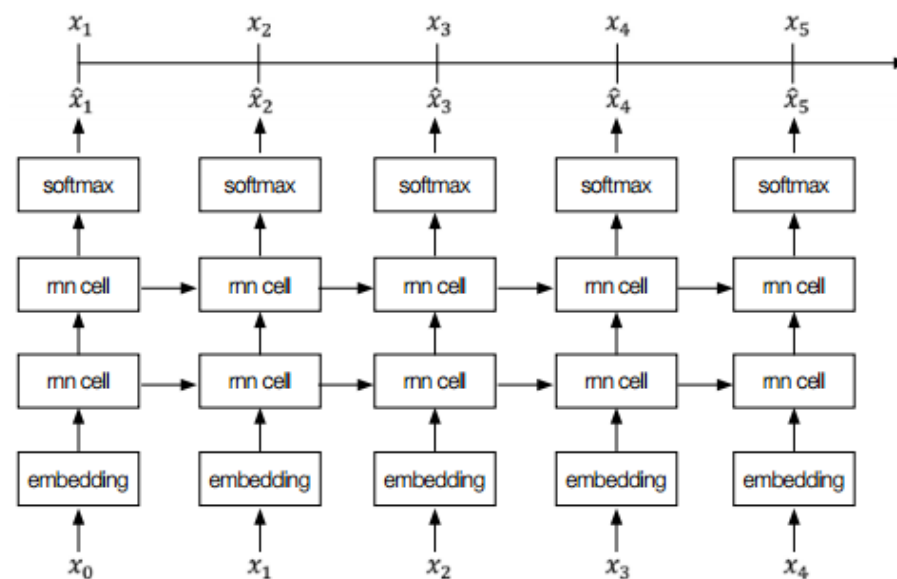 x₁ x₂ x₃ x₄ x₅
x̂₁ x̂₂ x̂₃ x̂₄ x̂₅
softmax softmax softmax softmax softmax
rnn cell rnn cell rnn cell rnn cell rnn cell
rnn cell rnn cell rnn cell rnn cell rnn cell
embedding embedding embedding embedding embedding
x₀ x₁ x₂ x₃ x₄